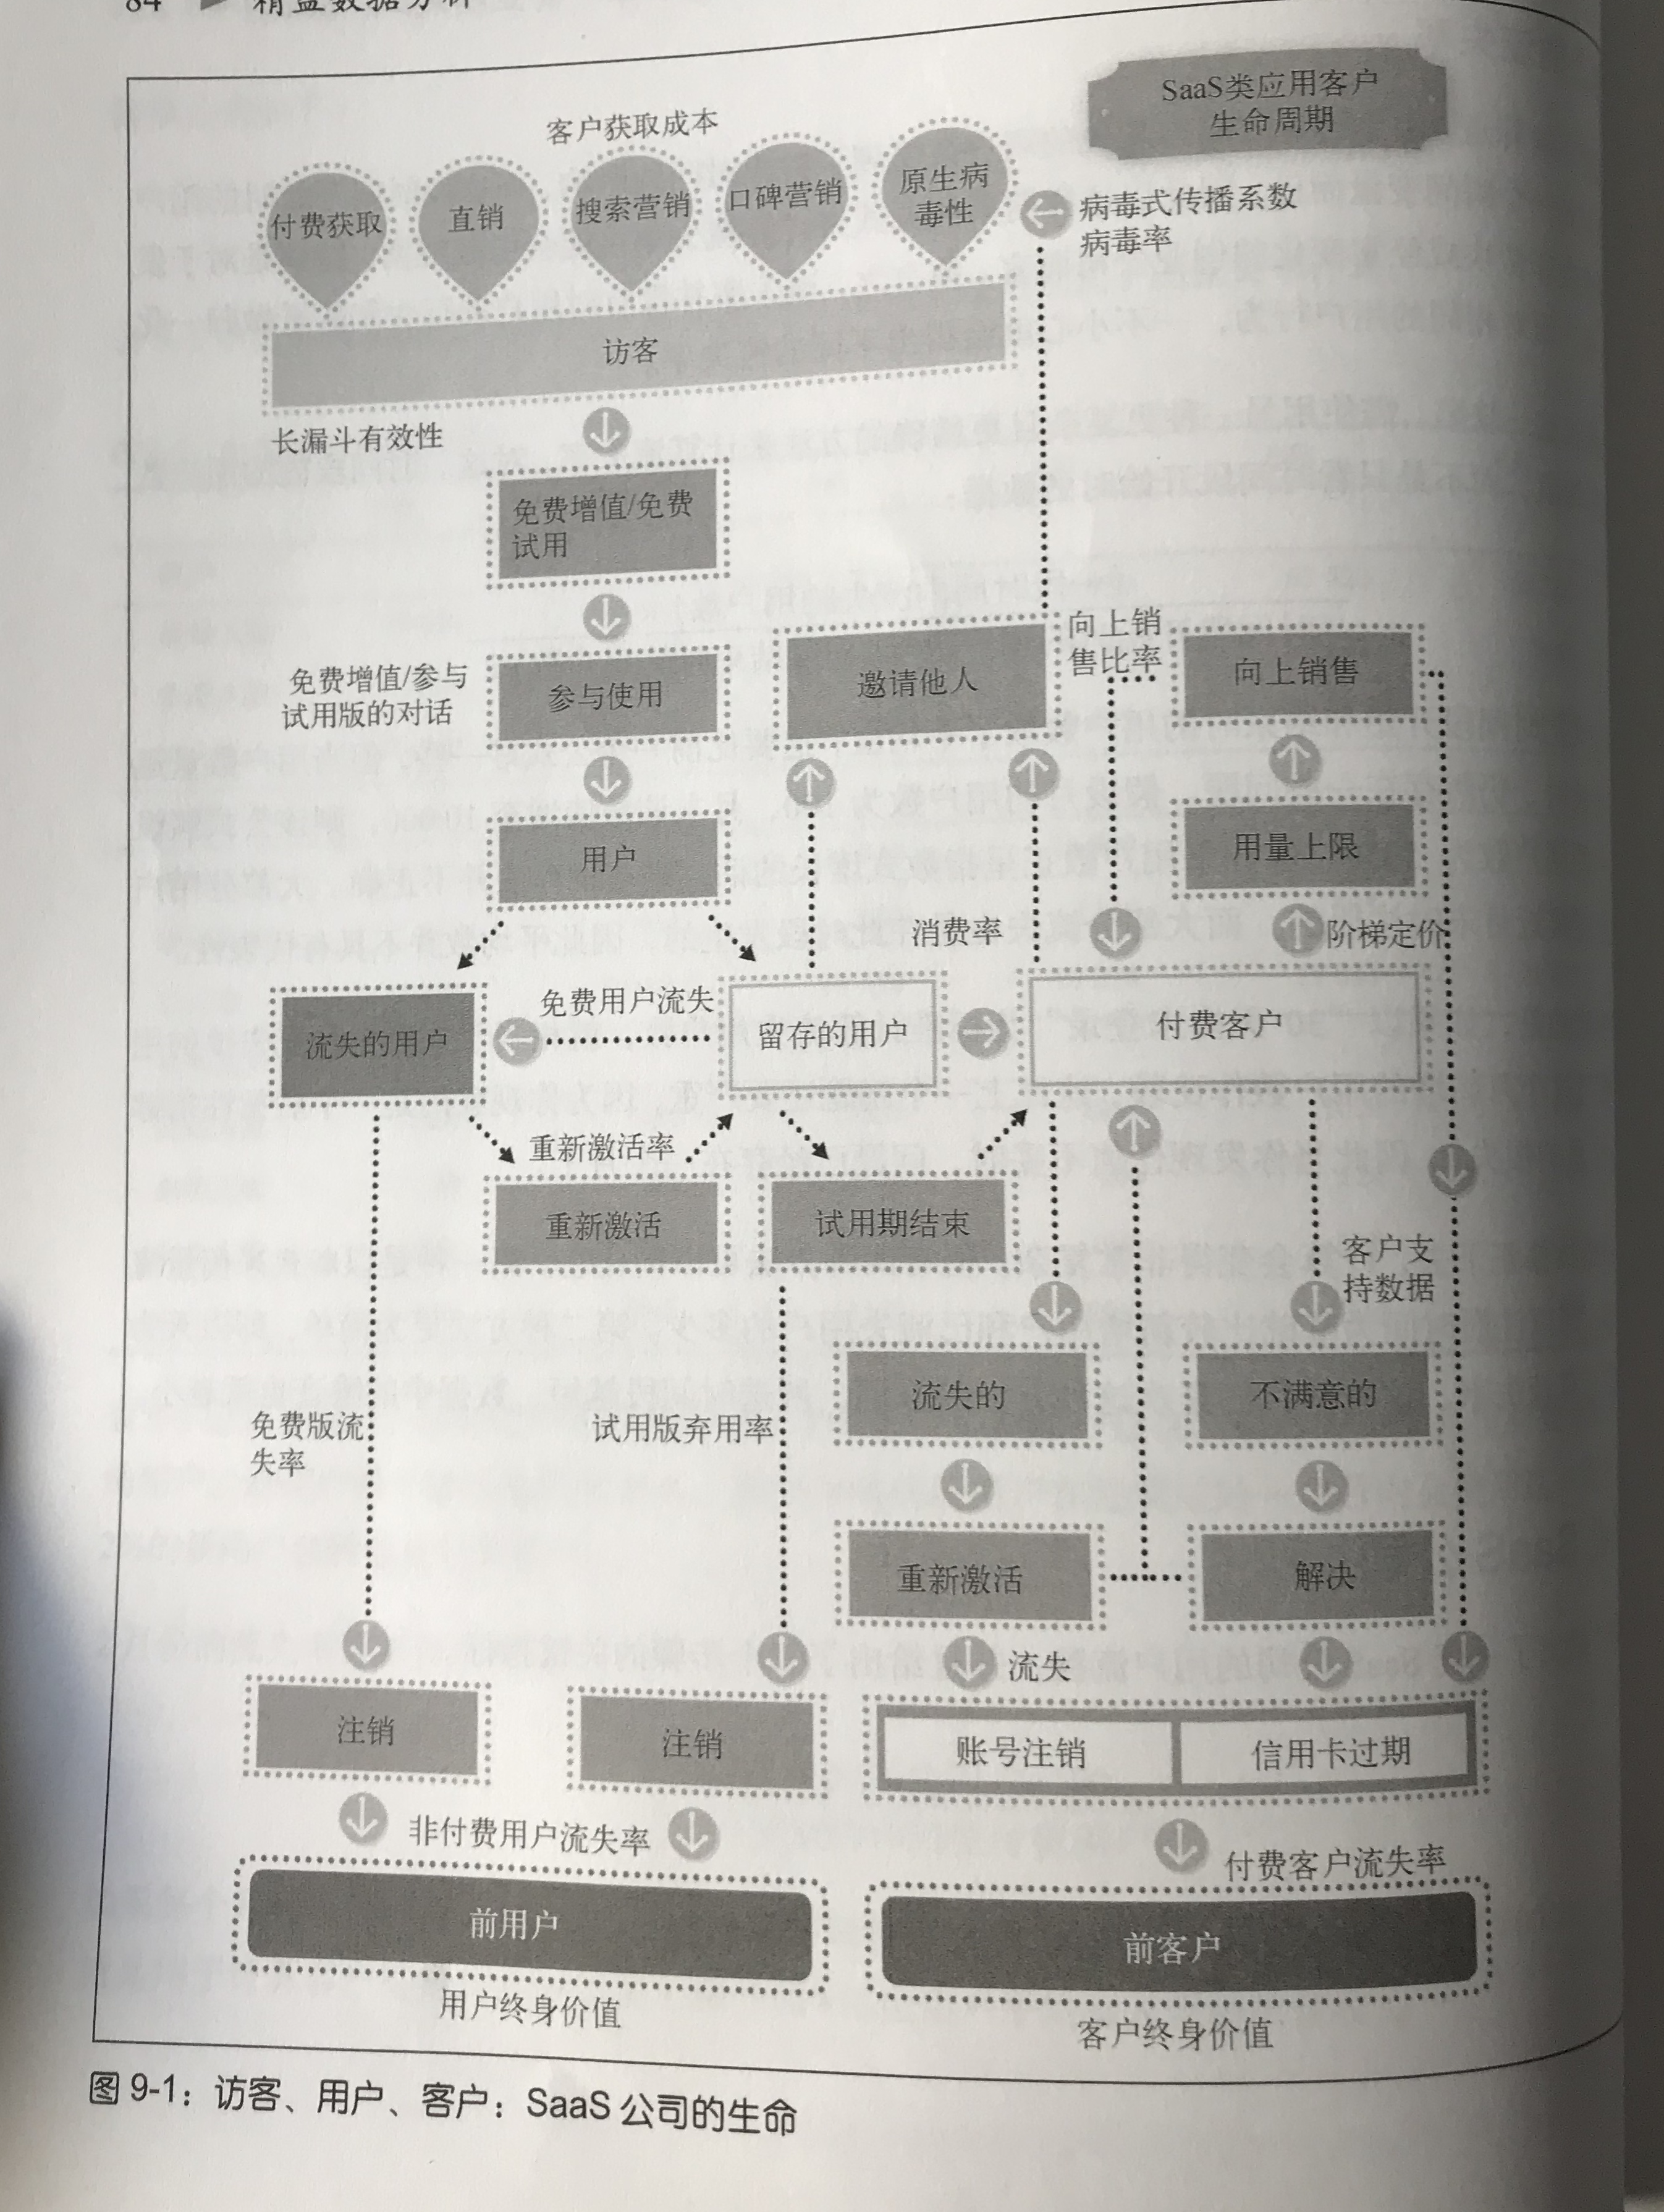 84 ▶ 精益数据分析
SaaS类应用客户
生命周期
客户获取成本
付费获取
直销
搜索营销
口碑营销
原生病
毒性
病毒式传播系数
病毒率
访客
长漏斗有效性
免费增值/免费
试用
免费增值/参与
试用版的对话
参与使用
邀请他人
向上销
售比率
向上销售
用户
用量上限
消费率
阶梯定价
流失的用户
免费用户流失
留存的用户
付费客户
重新激活率
重新激活
试用期结束
客户支
持数据
免费版流
失率
试用版弃用率
流失的
不满意的
重新激活
解决
流失
注销
注销
账号注销
信用卡过期
非付费用户流失率
付费客户流失率
前用户
前客户
用户终身价值
客户终身价值
图 9-1：访客、用户、客户：SaaS 公司的生命